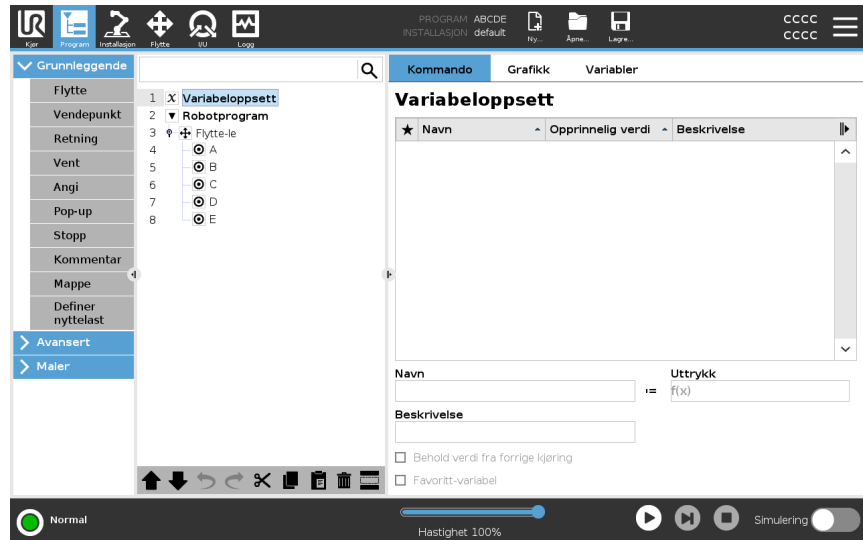 UR
PROGRAM ABCDE
INSTALLASJON default
CCCC
CCCC
Kjør Program Installasjon Flytte I/U Logg Ny... Åpne... Lagre...
Grunnleggende
Flytte
Vendepunkt
Retning
Vent
Angi
Pop-up
Stopp
Kommentar
Mappe
Definer
nyttelast
Avansert
Maler
1 X Variabeloppsett
2 Robotprogram
3 Flytte-le
4 A
5 B
6 C
7 D
8 E
Kommando Grafikk Variabler
Variabeloppsett
Navn Opprinnelig verdi Beskrivelse
Navn Uttrykk
:= f(x)
Beskrivelse
Behold verdi fra forrige kjøring
Favoritt-variabel
Normal
Hastighet 100%
Simulering